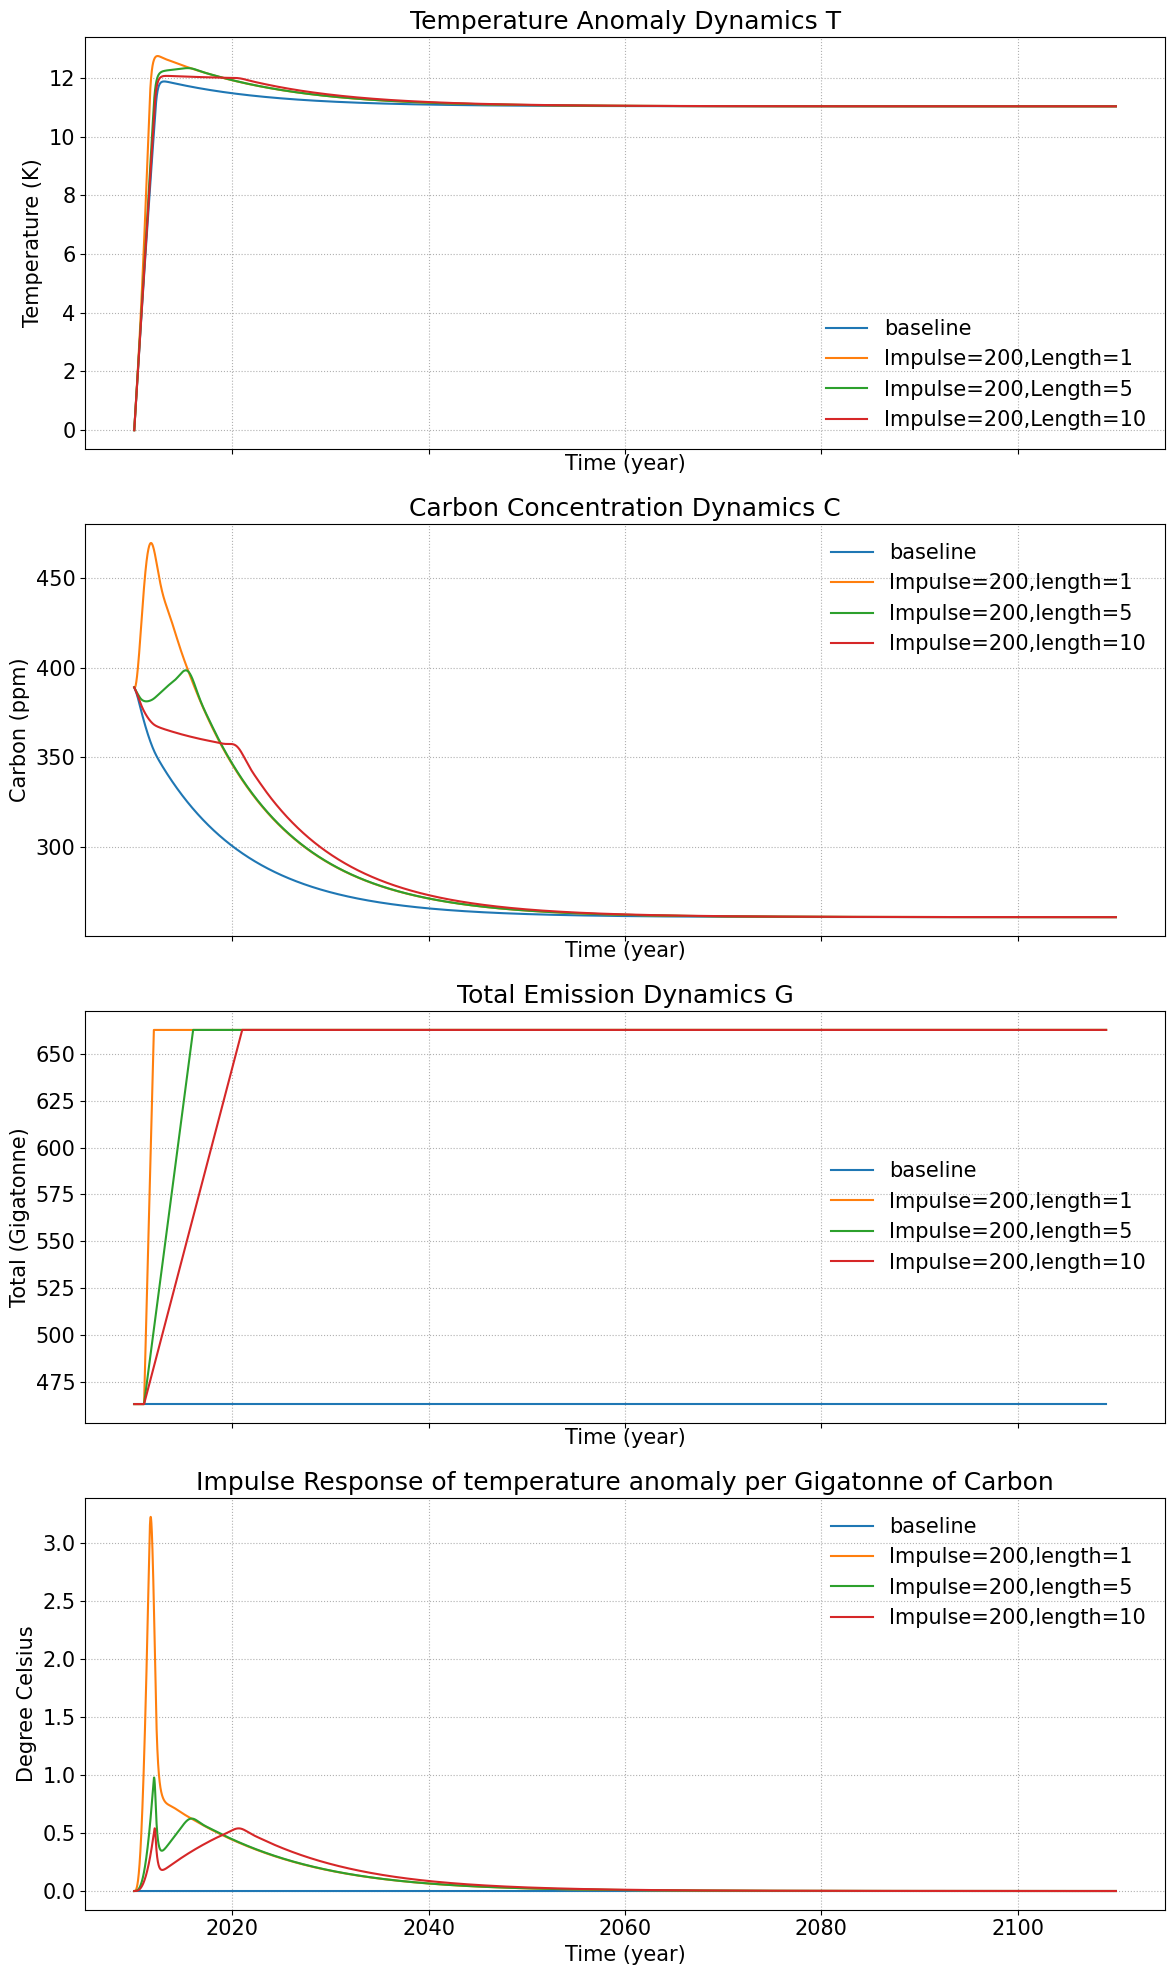 Temperature Anomaly Dynamics T
12
10
8
6
4
2
0
Temperature (K)
baseline
Impulse=200,Length=1
Impulse=200,Length=5
Impulse=200,Length=10
Time (year)
Carbon Concentration Dynamics C
450
400
350
300
Carbon (ppm)
baseline
Impulse=200,length=1
Impulse=200,length=5
Impulse=200,length=10
Time (year)
Total Emission Dynamics G
650
625
600
575
550
525
500
475
Total (Gigatonne)
baseline
Impulse=200,length=1
Impulse=200,length=5
Impulse=200,length=10
Time (year)
Impulse Response of temperature anomaly per Gigatonne of Carbon
3.0
2.5
2.0
1.5
1.0
0.5
0.0
Degree Celsius
baseline
Impulse=200,length=1
Impulse=200,length=5
Impulse=200,length=10
2020 2040 2060 2080 2100
Time (year)